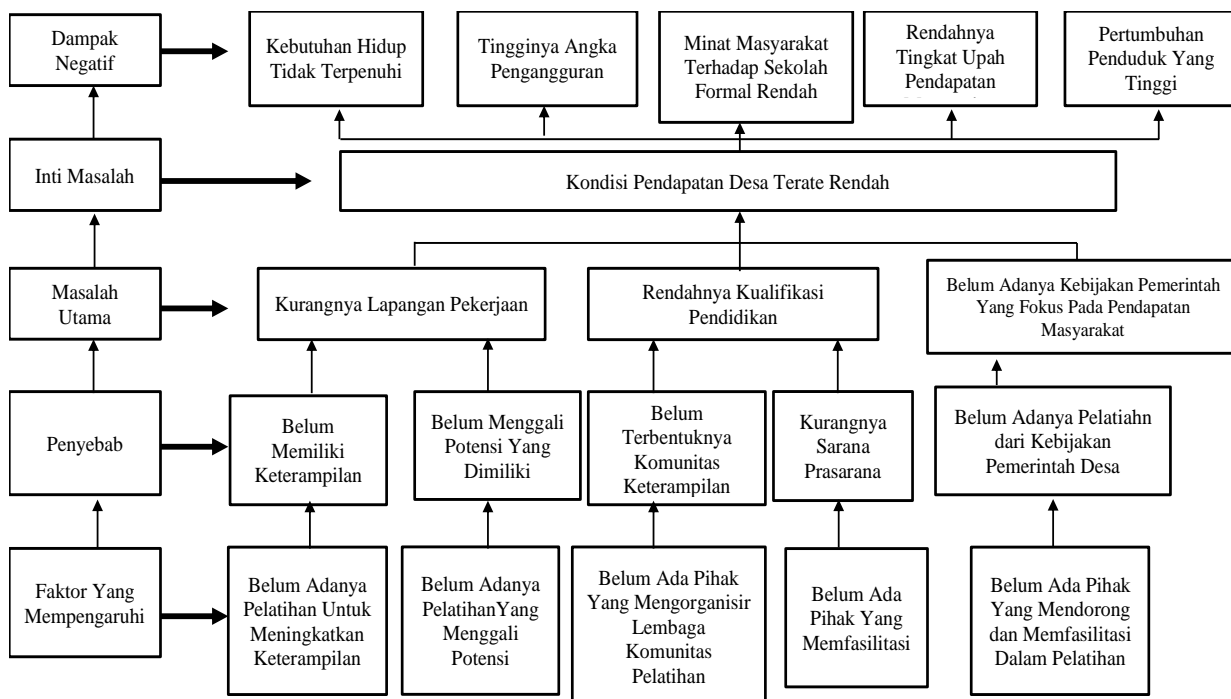 Dampak
Negatif
Kebutuhan Hidup
Tidak Terpenuhi
Tingginya Angka
Pengangguran
Minat Masyarakat
Terhadap Sekolah
Formal Rendah
Rendahnya
Tingkat Upah
Pendapatan
Pertumbuhan
Penduduk Yang
Tinggi
Inti Masalah
Kondisi Pendapatan Desa Terate Rendah
Masalah
Utama
Kurangnya Lapangan Pekerjaan
Rendahnya Kualifikasi
Pendidikan
Belum Adanya Kebijakan Pemerintah
Yang Fokus Pada Pendapatan
Masyarakat
Penyebab
Belum
Memiliki
Keterampilan
Belum Menggali
Potensi Yang
Dimiliki
Belum
Terbentuknya
Komunitas
Keterampilan
Kurangnya
Sarana
Prasarana
Belum Adanya Pelatiahn
dari Kebijakan
Pemerintah Desa
Faktor Yang
Mempengaruhi
Belum Adanya
Pelatihan Untuk
Meningkatkan
Keterampilan
Belum Adanya
PelatihanYang
Menggali
Potensi
Belum Ada Pihak
Yang Mengorganisir
Lembaga
Komunitas
Pelatihan
Belum Ada
Pihak Yang
Memfasilitasi
Belum Ada Pihak
Yang Mendorong
dan Memfasilitasi
Dalam Pelatihan